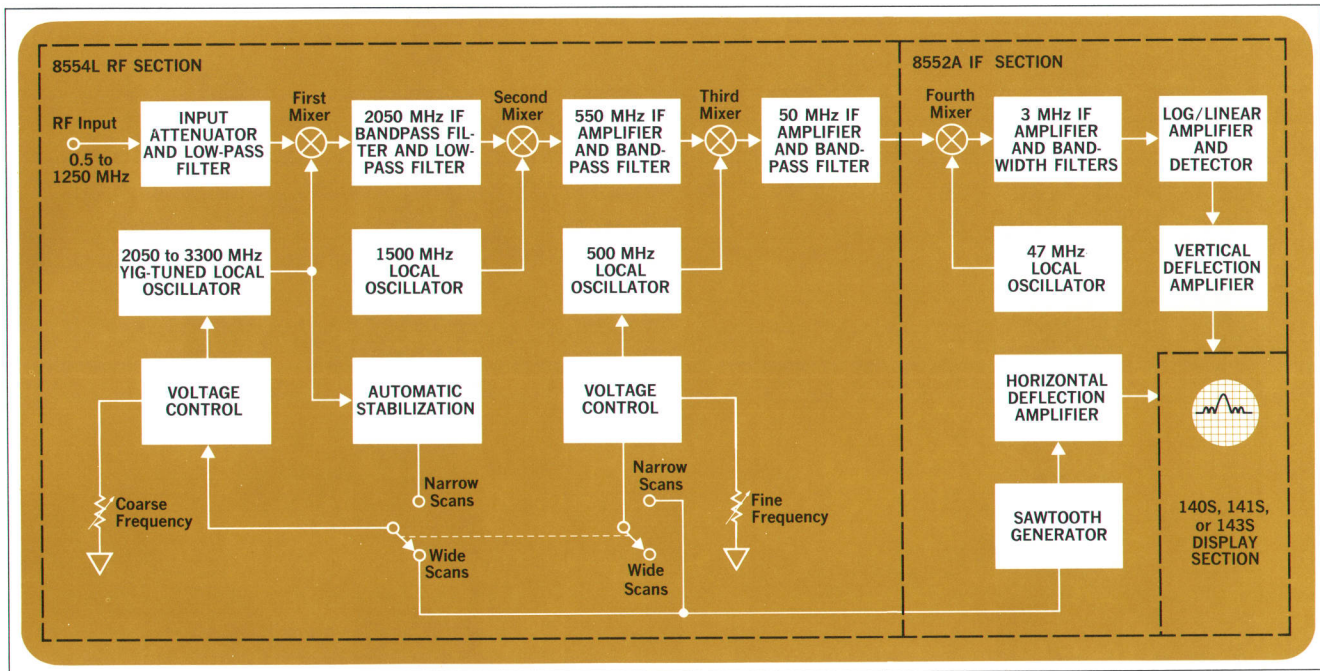 8554L RF SECTION
8552A IF SECTION
RF Input
0.5 to
1250 MHz
INPUT
ATTENUATOR
AND LOW-PASS
FILTER
First
Mixer
2050 MHz IF
BANDPASS FIL-
TER AND LOW-
PASS FILTER
Second
Mixer
550 MHz IF
AMPLIFIER
AND BAND-
PASS FILTER
Third
Mixer
50 MHz IF
AMPLIFIER
AND BAND-
PASS FILTER
Fourth
Mixer
3 MHz IF
AMPLIFIER
AND BAND-
WIDTH FILTERS
LOG/LINEAR
AMPLIFIER
AND
DETECTOR
2050 to 3300 MHz
YIG-TUNED LOCAL
OSCILLATOR
1500 MHz
LOCAL
OSCILLATOR
500 MHz
LOCAL
OSCILLATOR
47 MHz
LOCAL
OSCILLATOR
VERTICAL
DEFLECTION
AMPLIFIER
VOLTAGE
CONTROL
AUTOMATIC
STABILIZATION
VOLTAGE
CONTROL
HORIZONTAL
DEFLECTION
AMPLIFIER
Coarse
Frequency
Narrow
Scans
Wide
Scans
Narrow
Scans
Wide
Scans
Fine
Frequency
SAWTOOTH
GENERATOR
140S, 141S,
or 143S
DISPLAY
SECTION